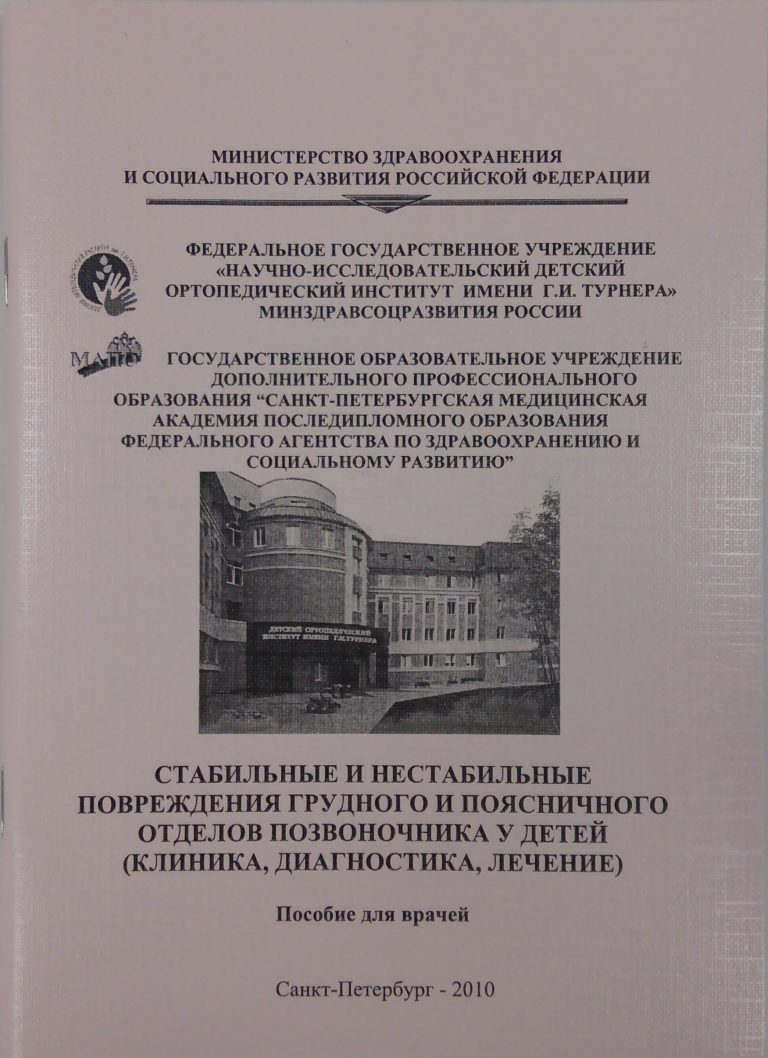 МИНИСТЕРСТВО ЗДРАВООХРАНЕНИЯ
И СОЦИАЛЬНОГО РАЗВИТИЯ РОССИЙСКОЙ ФЕДЕРАЦИИ
ФЕДЕРАЛЬНОЕ ГОСУДАРСТВЕННОЕ УЧРЕЖДЕНИЕ
«НАУЧНО-ИССЛЕДОВАТЕЛЬСКИЙ ДЕТСКИЙ
ОРТОПЕДИЧЕСКИЙ ИНСТИТУТ ИМЕНИ Г.И. ТУРНЕРА»
МИНЗДРАВСОЦРАЗВИТИЯ РОССИИ
МАПО
ГОСУДАРСТВЕННОЕ ОБРАЗОВАТЕЛЬНОЕ УЧРЕЖДЕНИЕ
ДОПОЛНИТЕЛЬНОГО ПРОФЕССИОНАЛЬНОГО
ОБРАЗОВАНИЯ “САНКТ-ПЕТЕРБУРГСКАЯ МЕДИЦИНСКАЯ
АКАДЕМИЯ ПОСЛЕДИПЛОМНОГО ОБРАЗОВАНИЯ
ФЕДЕРАЛЬНОГО АГЕНТСТВА ПО ЗДРАВООХРАНЕНИЮ И
СОЦИАЛЬНОМУ РАЗВИТИЮ”
ДЕТСКИЙ ОРТОПЕДИЧЕСКИЙ
ИНСТИТУТ ИМЕНИ Г.И.ТУРНЕРА
СТАБИЛЬНЫЕ И НЕСТАБИЛЬНЫЕ
ПОВРЕЖДЕНИЯ ГРУДНОГО И ПОЯСНИЧНОГО
ОТДЕЛОВ ПОЗВОНОЧНИКА У ДЕТЕЙ
(КЛИНИКА, ДИАГНОСТИКА, ЛЕЧЕНИЕ)
Пособие для врачей
Санкт-Петербург - 2010